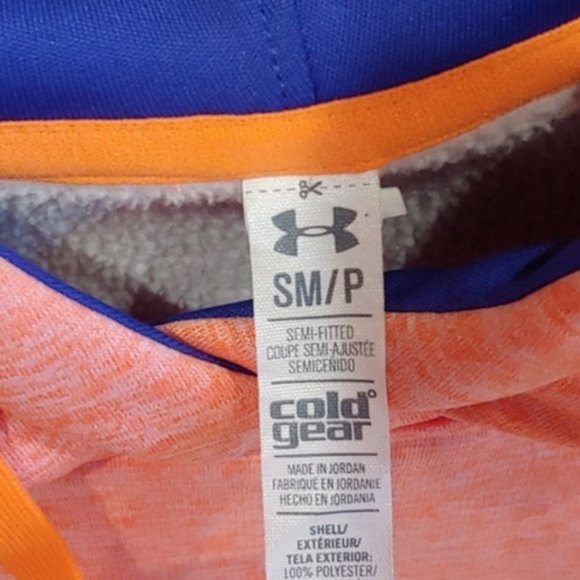 SM/P
SEMI-FITTED
COUPE SEMI-AJUSTÉE
SEMICEÑIDO
cold
gear
MADE IN JORDAN
FABRIQUÉ EN JORDANIE
HECHO EN JORDANIA
SHELL/
EXTÉRIEUR/
TELA EXTERIOR:
100% POLYESTER/